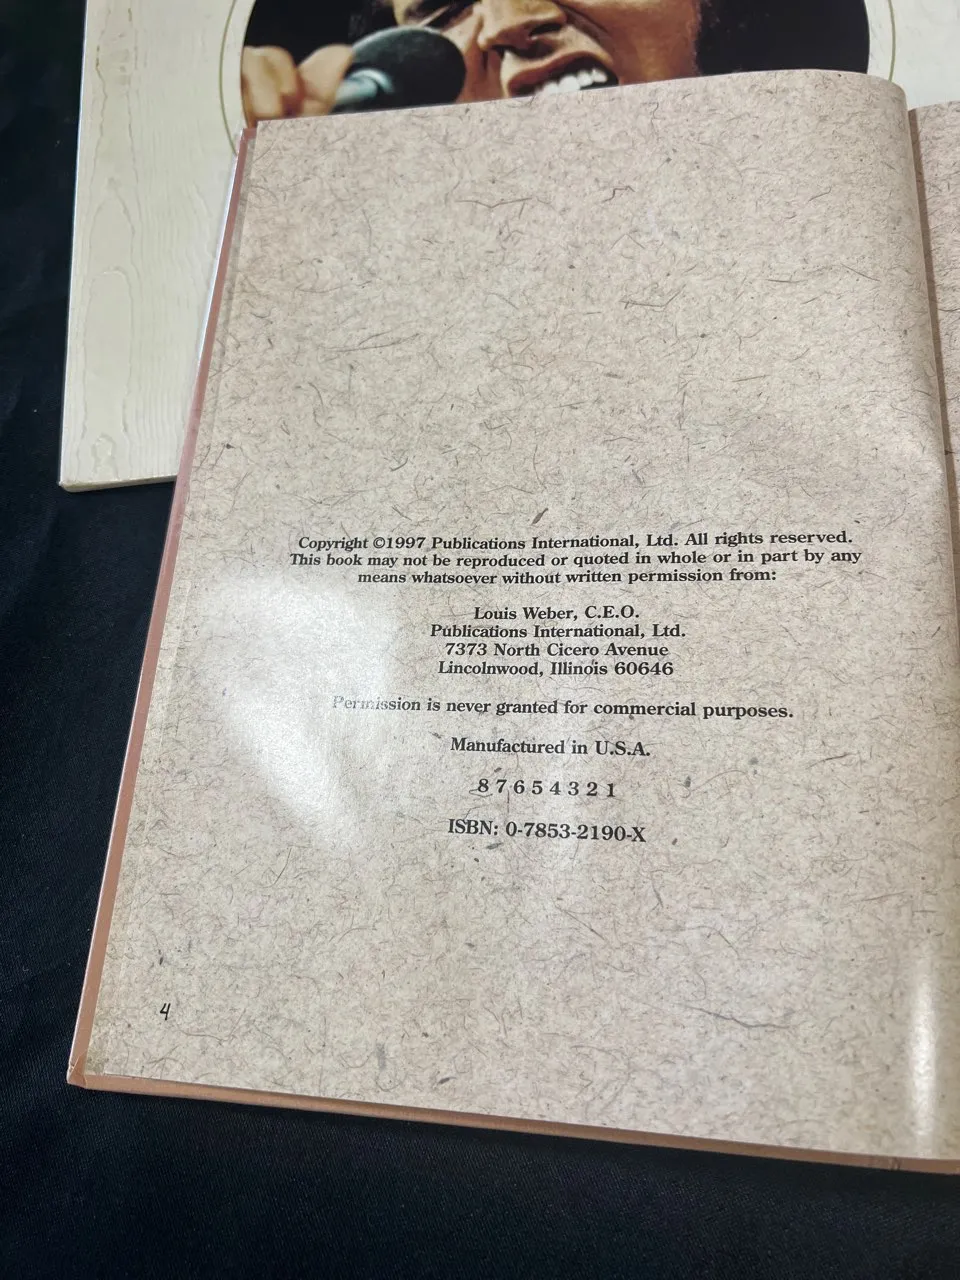 Copyright ©1997 Publications International, Ltd. All rights reserved.
This book may not be reproduced or quoted in whole or in part by any
means whatsoever without written permission from:
Louis Weber, C.E.O.
Publications International, Ltd.
7373 North Cicero Avenue
Lincolnwood, Illinois 60646
Permission is never granted for commercial purposes.
Manufactured in U.S.A.
8 7 6 5 4 3 2 1
ISBN: 0-7853-2190-X
4